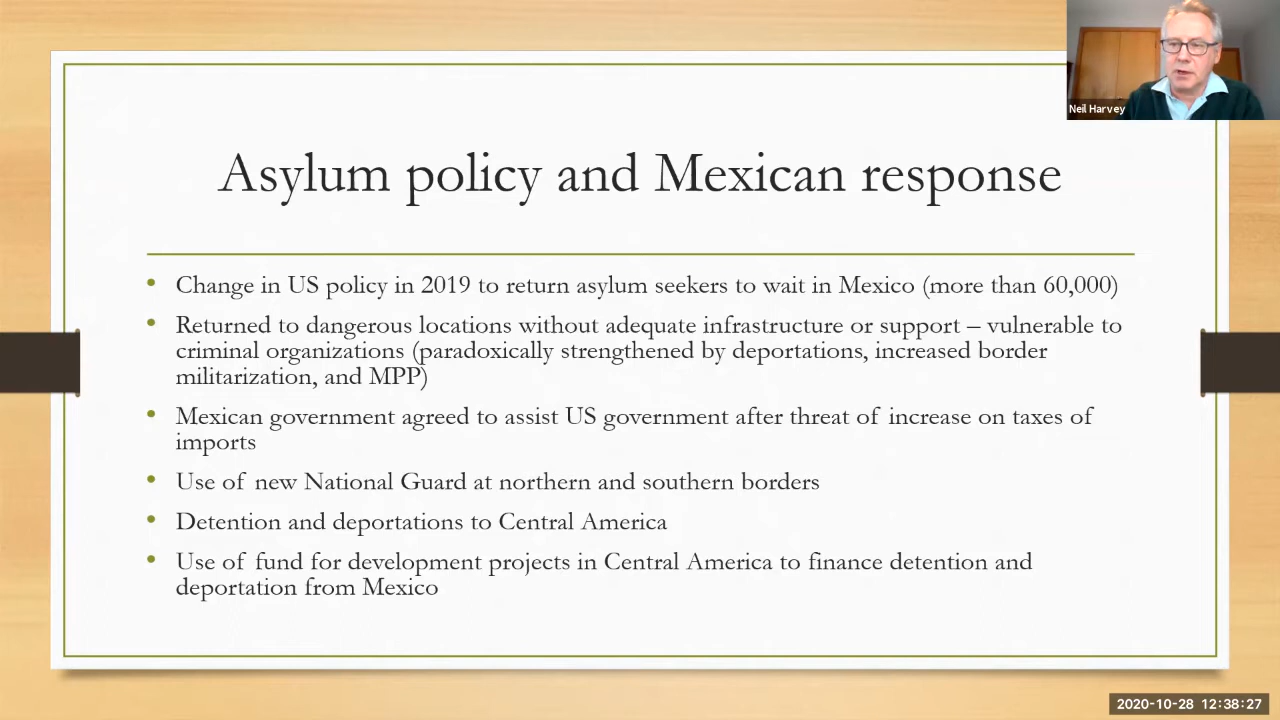 Neil Harvey
Asylum policy and Mexican response
• Change in US policy in 2019 to return asylum seekers to wait in Mexico (more than 60,000)
• Returned to dangerous locations without adequate infrastructure or support – vulnerable to
criminal organizations (paradoxically strengthened by deportations, increased border
militarization, and MPP)
• Mexican government agreed to assist US government after threat of increase on taxes of
imports
• Use of new National Guard at northern and southern borders
• Detention and deportations to Central America
• Use of fund for development projects in Central America to finance detention and
deportation from Mexico
2020-10-28 12:38:27